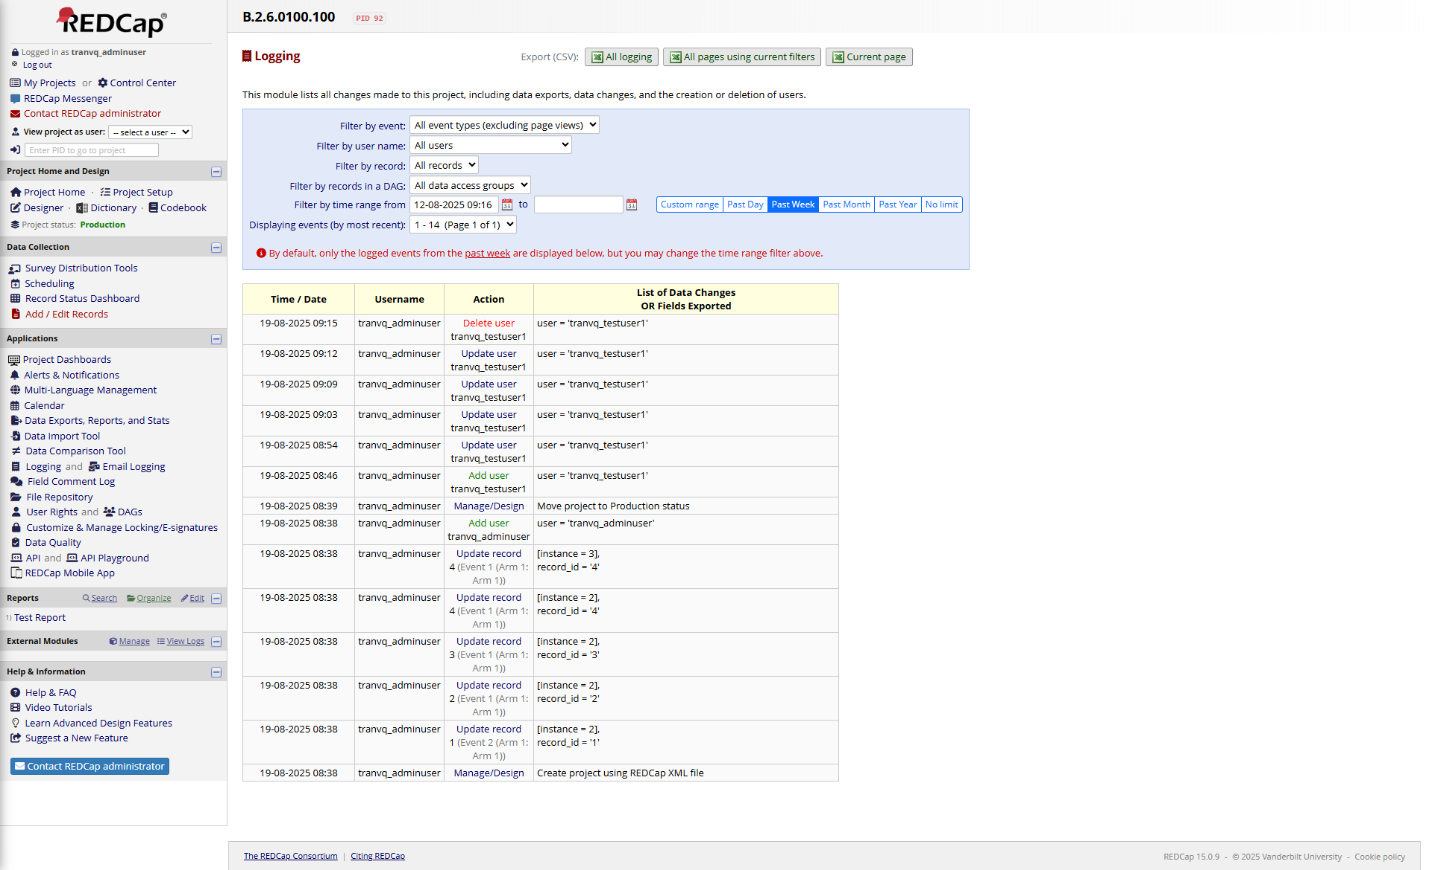 REDCap
Logged in as tranvq_adminuser
Log out
My Projects or Control Center
REDCap Messenger
Contact REDCap administrator
View project as user: -- select a user --
Enter PID to go to project
Project Home and Design
Project Home · Project Setup
Designer · Dictionary · Codebook
Project status: Production
Data Collection
Survey Distribution Tools
Scheduling
Record Status Dashboard
Add / Edit Records
Applications
Project Dashboards
Alerts & Notifications
Multi-Language Management
Calendar
Data Exports, Reports, and Stats
Data Import Tool
Data Comparison Tool
Logging and Email Logging
Field Comment Log
File Repository
User Rights and DAGs
Customize & Manage Locking/E-signatures
Data Quality
API and API Playground
REDCap Mobile App
Reports Search Organize Edit
1) Test Report
External Modules Manage View Logs
Help & Information
Help & FAQ
Video Tutorials
Learn Advanced Design Features
Suggest a New Feature
Contact REDCap administrator
B.2.6.0100.100 PID 92
Logging
Export (CSV): All logging All pages using current filters Current page
This module lists all changes made to this project, including data exports, data changes, and the creation or deletion of users.
Filter by event: All event types (excluding page views)
Filter by user name: All users
Filter by record: All records
Filter by records in a DAG: All data access groups
Filter by time range from 12-08-2025 09:16 to Custom range Past Day Past Week Past Month Past Year No limit
Displaying events (by most recent): 1 - 14 (Page 1 of 1)
By default, only the logged events from the past week are displayed below, but you may change the time range filter above.
Time / Date Username Action List of Data Changes
OR Fields Exported
19-08-2025 09:15 tranvq_adminuser Delete user user = 'tranvq_testuser1'
tranvq_testuser1
19-08-2025 09:12 tranvq_adminuser Update user user = 'tranvq_testuser1'
tranvq_testuser1
19-08-2025 09:09 tranvq_adminuser Update user user = 'tranvq_testuser1'
tranvq_testuser1
19-08-2025 09:03 tranvq_adminuser Update user user = 'tranvq_testuser1'
tranvq_testuser1
19-08-2025 08:54 tranvq_adminuser Update user user = 'tranvq_testuser1'
tranvq_testuser1
19-08-2025 08:46 tranvq_adminuser Add user user = 'tranvq_testuser1'
tranvq_testuser1
19-08-2025 08:39 tranvq_adminuser Manage/Design Move project to Production status
19-08-2025 08:38 tranvq_adminuser Add user user = 'tranvq_adminuser'
tranvq_adminuser
19-08-2025 08:38 tranvq_adminuser Update record [instance = 3],
4 (Event 1 (Arm 1: record_id = '4'
Arm 1))
19-08-2025 08:38 tranvq_adminuser Update record [instance = 2],
4 (Event 1 (Arm 1: record_id = '4'
Arm 1))
19-08-2025 08:38 tranvq_adminuser Update record [instance = 2],
3 (Event 1 (Arm 1: record_id = '3'
Arm 1))
19-08-2025 08:38 tranvq_adminuser Update record [instance = 2],
2 (Event 1 (Arm 1: record_id = '2'
Arm 1))
19-08-2025 08:38 tranvq_adminuser Update record [instance = 2],
1 (Event 2 (Arm 1: record_id = '1'
Arm 1))
19-08-2025 08:38 tranvq_adminuser Manage/Design Create project using REDCap XML file
The REDCap Consortium | Citing REDCap
REDCap 15.0.9 - © 2025 Vanderbilt University - Cookie policy